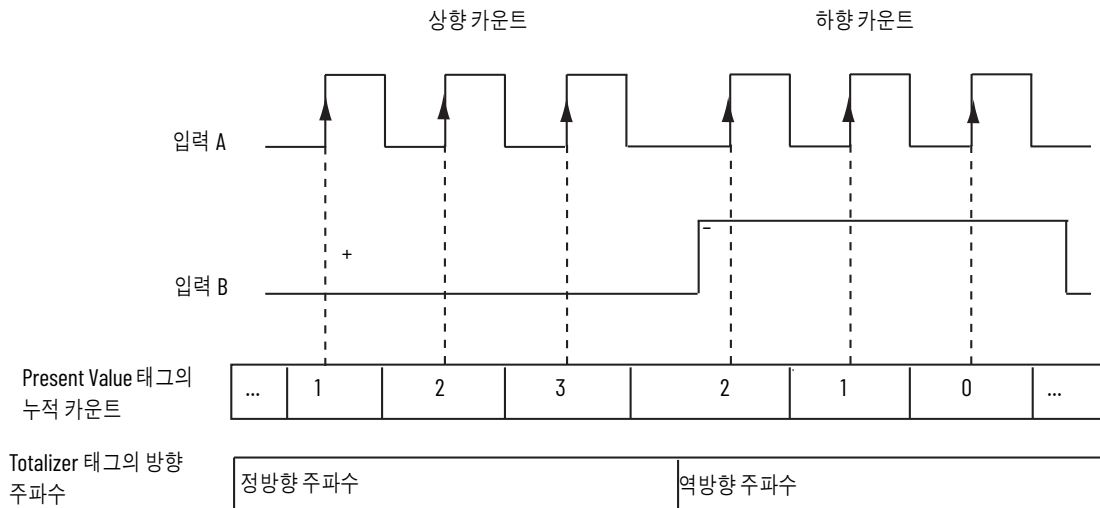 상향 카운트
하향 카운트
입력 A
+
–
입력 B
Present Value 태그의
누적 카운트
... 1 2 3 2 1 0 ...
Totalizer 태그의 방향
주파수
정방향 주파수
역방향 주파수